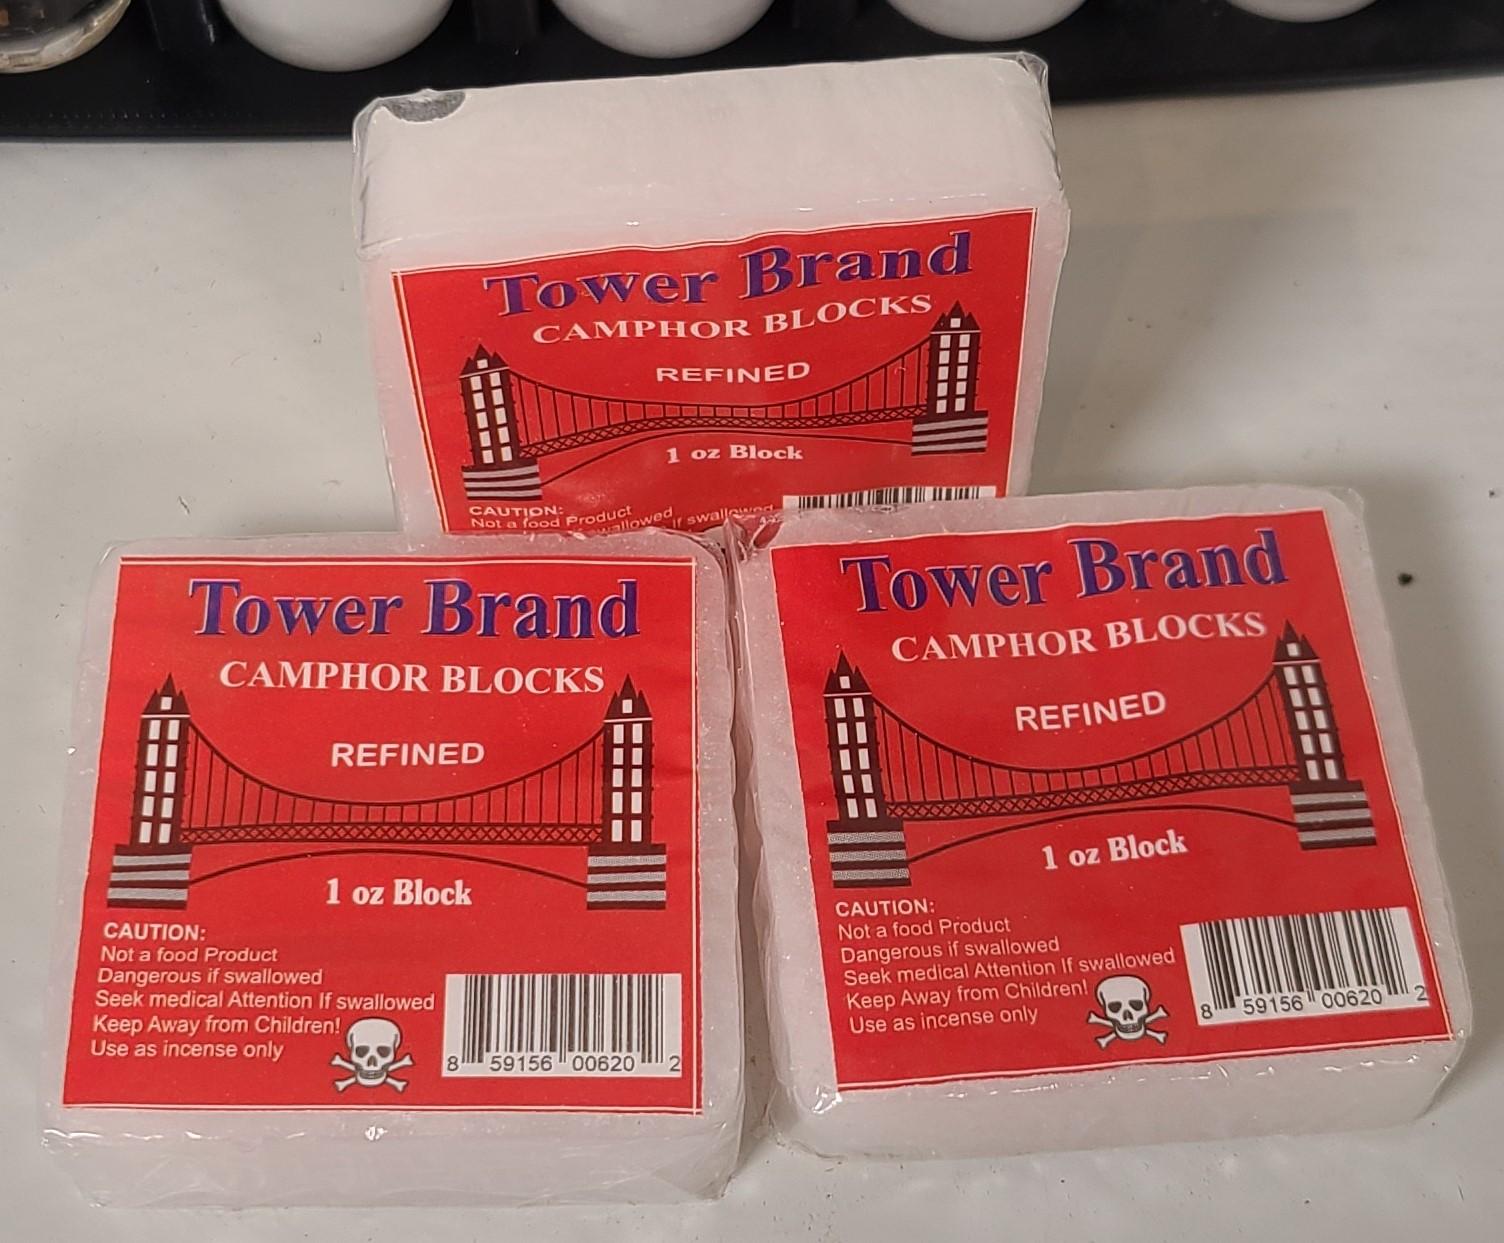 Tower Brand
CAMPHOR BLOCKS
REFINED
1 oz Block
CAUTION:
Not a food Product
swallowed If swallowed
Tower Brand
CAMPHOR BLOCKS
REFINED
1 oz Block
CAUTION:
Not a food Product
Dangerous if swallowed
Seek medical Attention If swallowed
Keep Away from Children!
Use as incense only
8 59156 00620 2
Tower Brand
CAMPHOR BLOCKS
REFINED
1 oz Block
CAUTION:
Not a food Product
Dangerous if swallowed
Seek medical Attention If swallowed
Keep Away from Children!
Use as incense only
8 59156 00620 2